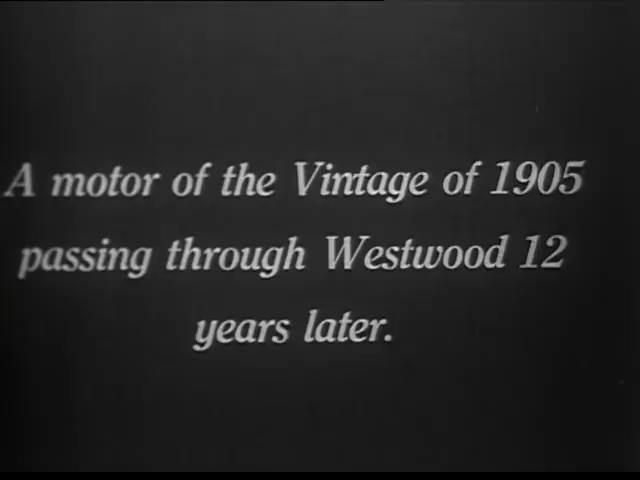 A motor of the Vintage of 1905
passing through Westwood 12
years later.